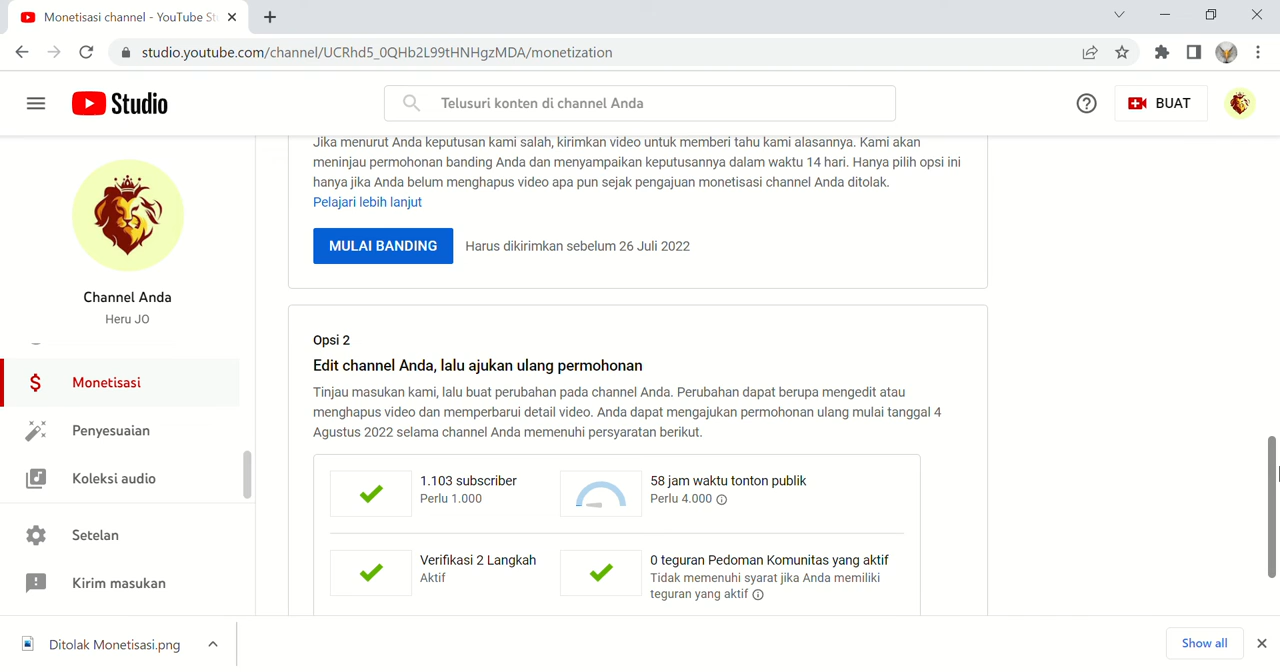 Monetisasi channel - YouTube St
studio.youtube.com/channel/UCRhd5_0QHb2L99tHNHgzMDA/monetization
Studio
Telusuri konten di channel Anda
BUAT
Channel Anda
Heru JO
Monetisasi
Penyesuaian
Koleksi audio
Setelan
Kirim masukan
Jika menurut Anda keputusan kami salah, kirimkan video untuk memberi tahu kami alasannya. Kami akan
meninjau permohonan banding Anda dan menyampaikan keputusannya dalam waktu 14 hari. Hanya pilih opsi ini
hanya jika Anda belum menghapus video apa pun sejak pengajuan monetisasi channel Anda ditolak.
Pelajari lebih lanjut
MULAI BANDING
Harus dikirimkan sebelum 26 Juli 2022
Opsi 2
Edit channel Anda, lalu ajukan ulang permohonan
Tinjau masukan kami, lalu buat perubahan pada channel Anda. Perubahan dapat berupa mengedit atau
menghapus video dan memperbarui detail video. Anda dapat mengajukan permohonan ulang mulai tanggal 4
Agustus 2022 selama channel Anda memenuhi persyaratan berikut.
1.103 subscriber
Perlu 1.000
58 jam waktu tonton publik
Perlu 4.000
Verifikasi 2 Langkah
Aktif
0 teguran Pedoman Komunitas yang aktif
Tidak memenuhi syarat jika Anda memiliki
teguran yang aktif
Ditolak Monetisasi.png
Show all